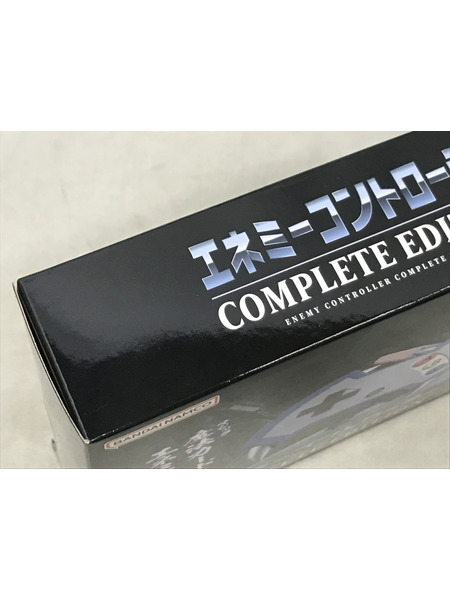 エネミーコントロー
COMPLETE EDI
ENEMY CONTROLLER COMPLETE
BANDAI NAMCO